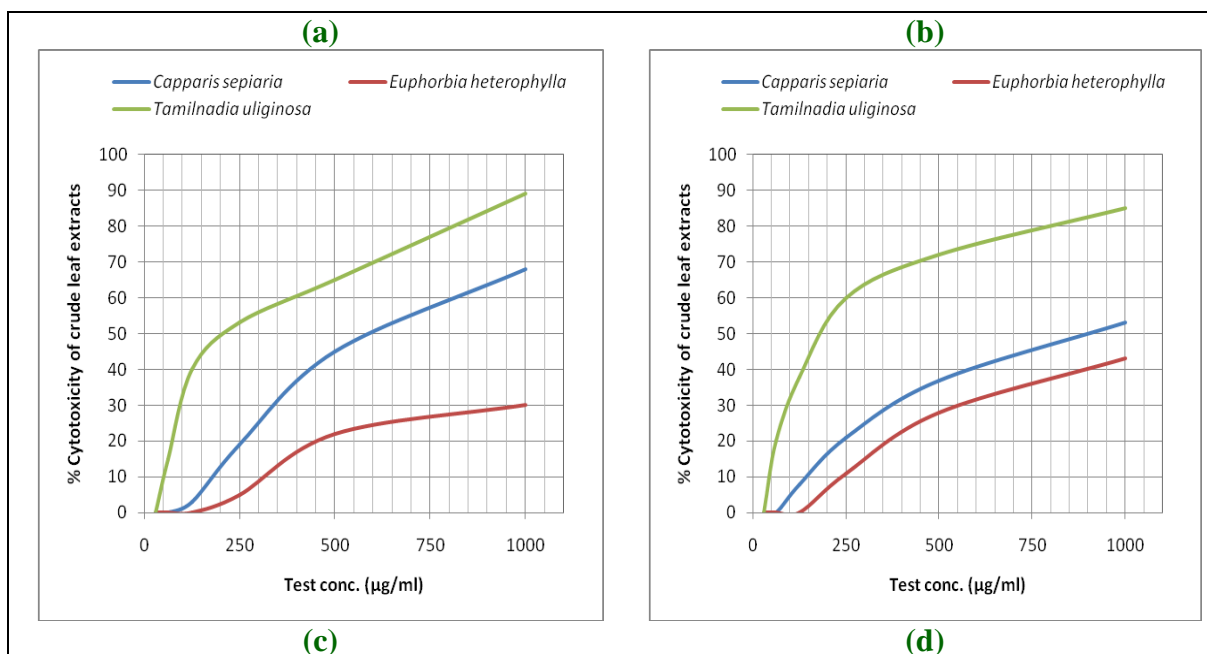 (a) (b)
Capparis sepiaria Euphorbia heterophylla
Tamilnadia uliginosa
% Cytotoxicity of crude leaf extracts
100
90
80
70
60
50
40
30
20
10
0
0 250 500 750 1000
Test conc. (µg/ml)
Capparis sepiaria Euphorbia heterophylla
Tamilnadia uliginosa
% Cytotoxicity of crude leaf extracts
100
90
80
70
60
50
40
30
20
10
0
0 250 500 750 1000
Test conc. (µg/ml)
(c) (d)